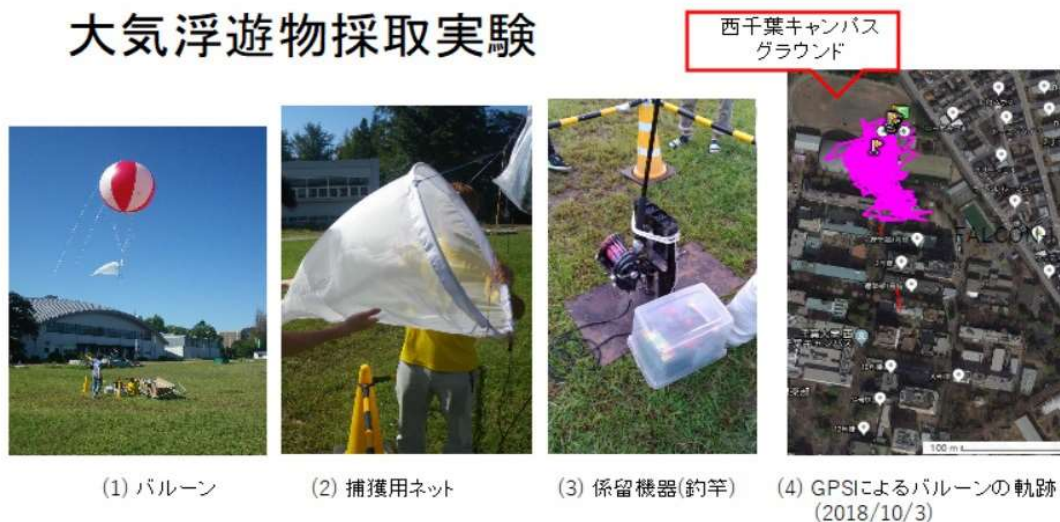 大気浮遊物採取実験
西千葉キャンパス
グラウンド
FALCON
100 m
(1) バルーン
(2) 捕獲用ネット
(3) 係留機器(釣竿)
(4) GPSによるバルーンの軌跡
(2018/10/3)